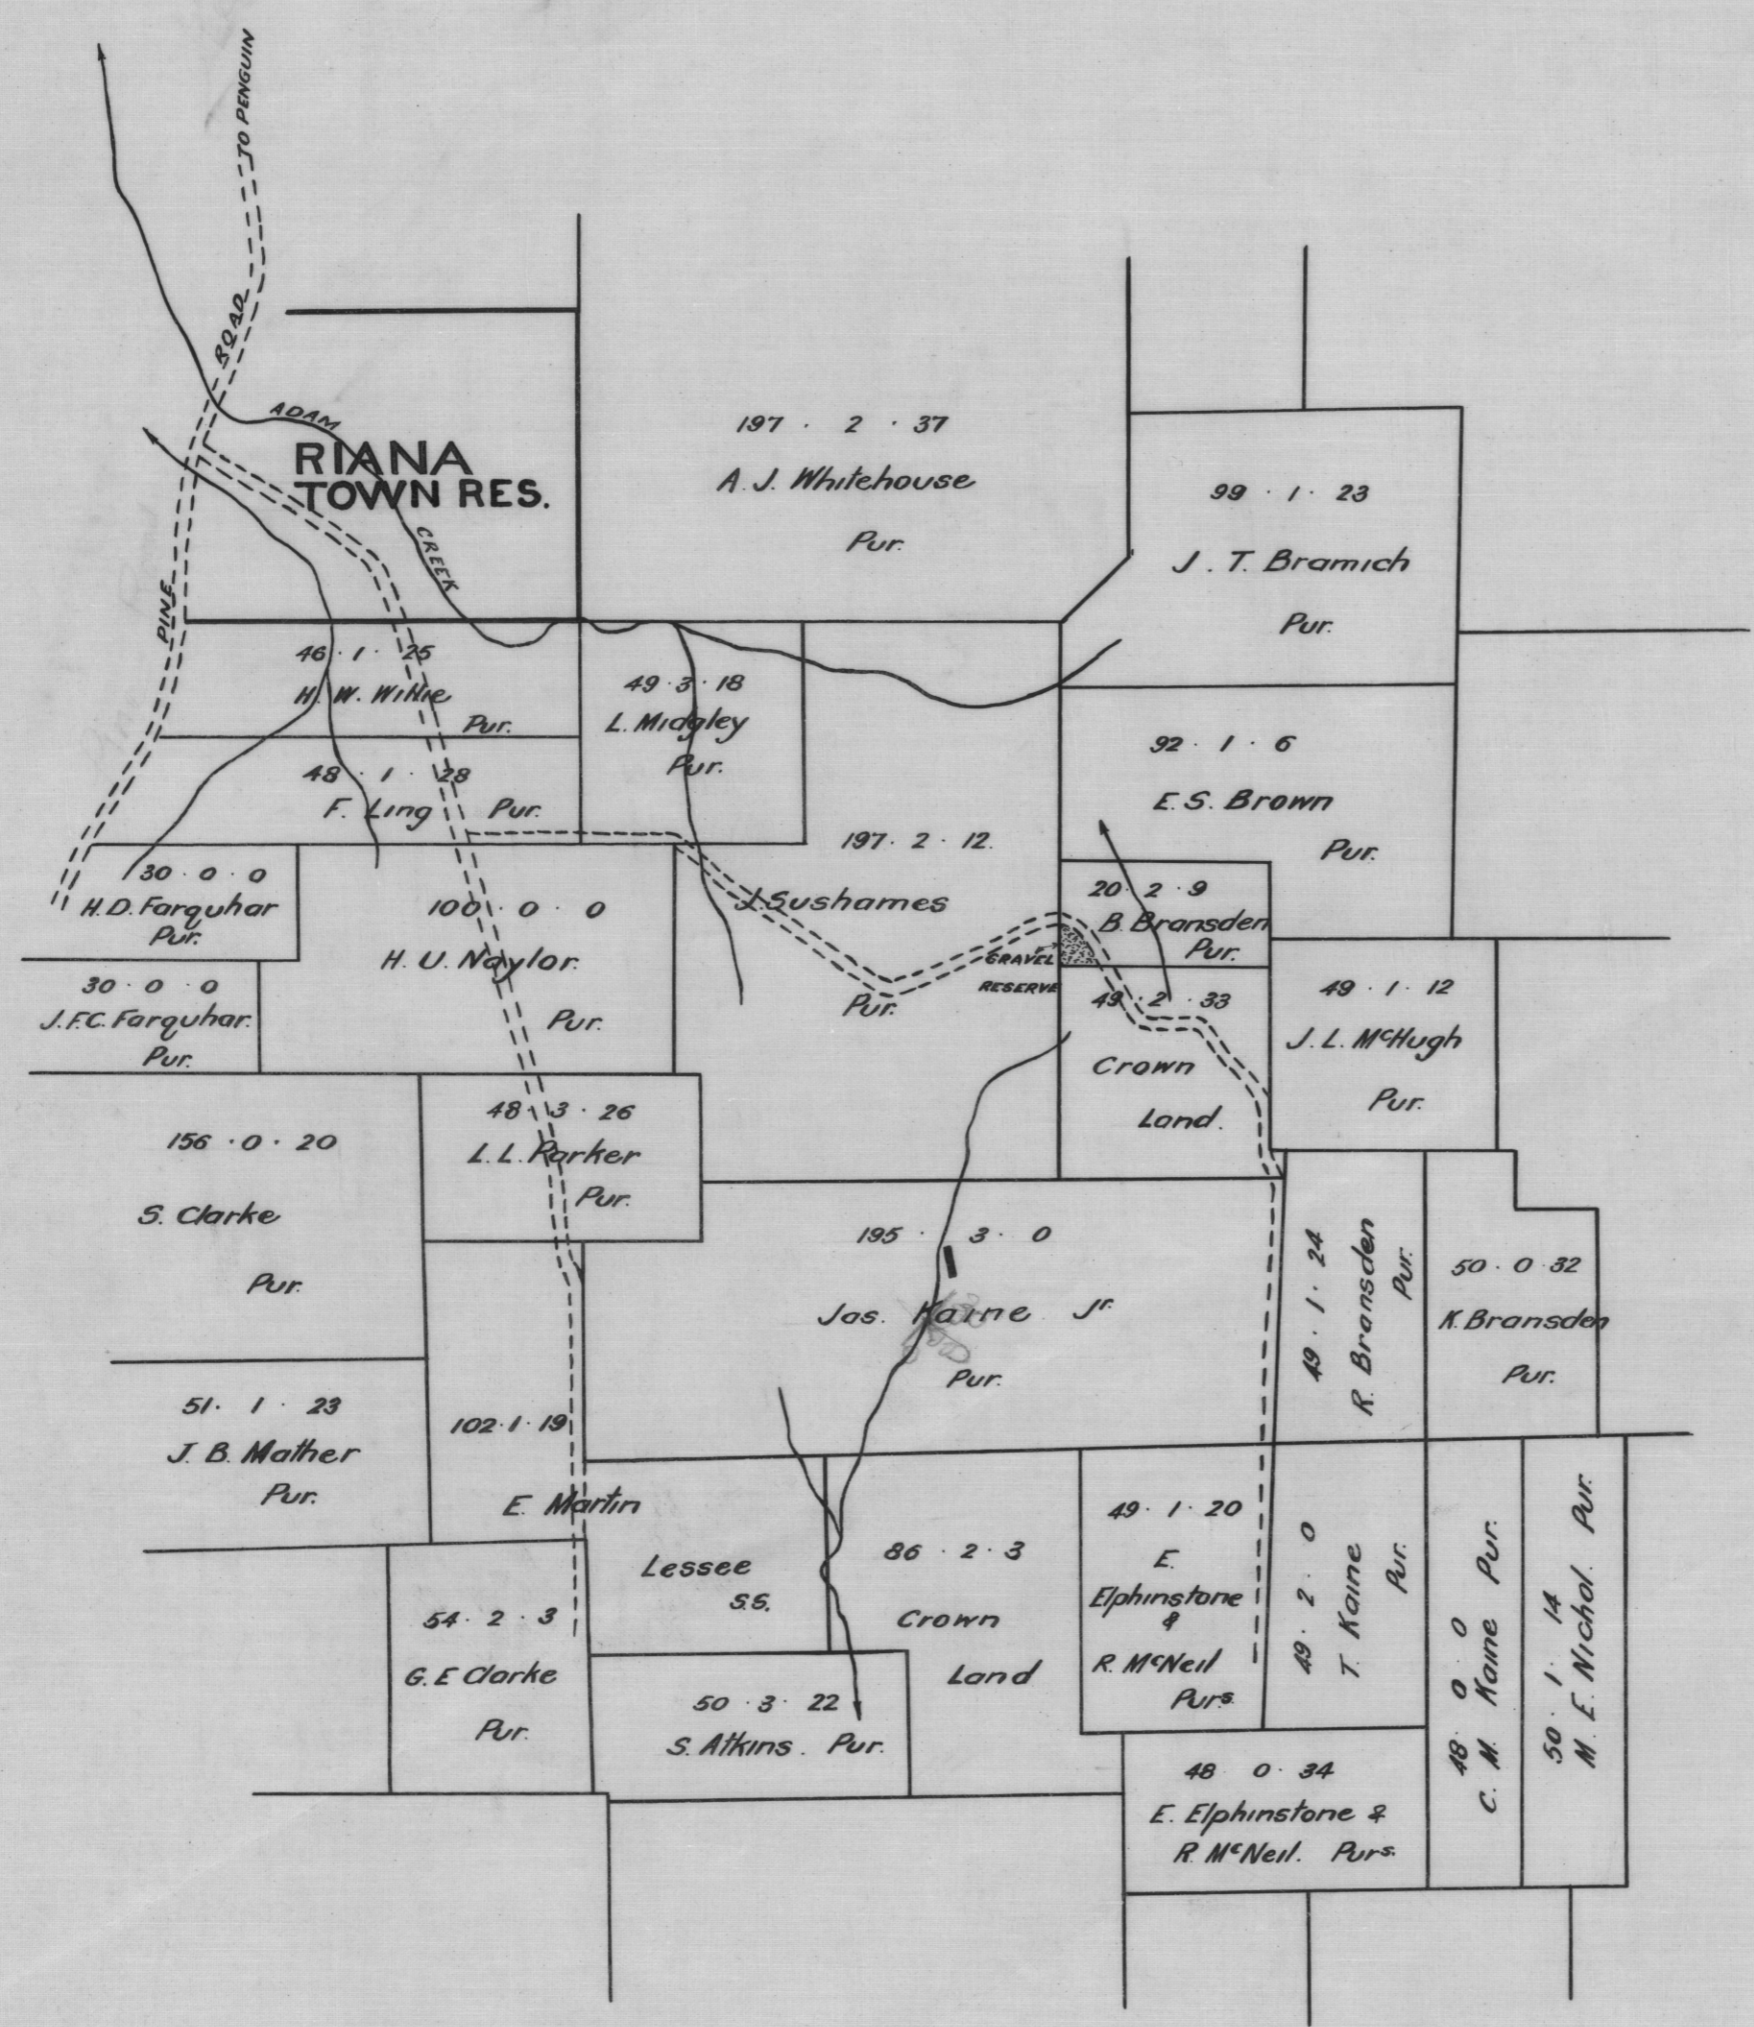 TO PENGUIN
ROAD
ADAM
RIANA
TOWN RES.
CREEK
PINE
197 . 2 . 37
A. J. Whitehouse
Pur.
99 . 1 . 23
J. T. Bramich
Pur.
46 . 1 . 25
H. W. Willie
Pur.
49 . 3 . 18
L. Midgley
Pur.
48 . 1 . 28
F. Ling Pur.
92 . 1 . 6
E. S. Brown
Pur.
197 . 2 . 12.
J. Sushames
Pur.
30 . 0 . 0
H. D. Farquhar
Pur.
100 . 0 . 0
H. U. Naylor.
Pur.
20 . 2 . 9
B. Bransden
Pur.
GRAVEL
RESERVE
30 . 0 . 0
J. F. C. Farquhar.
Pur.
49 . 2 . 33
Crown
Land.
49 . 1 . 12
J. L. McHugh
Pur.
156 . 0 . 20
S. Clarke
Pur.
48 . 3 . 26
L. L. Parker
Pur.
195 . 3 . 0
Jas. Kaine Jr.
Pur.
49 . 1 . 24
R. Bransden
Pur.
50 . 0 . 32
K. Bransden
Pur.
51 . 1 . 23
J. B. Mather
Pur.
102 . 1 . 19
E. Martin
Lessee
S.S.
86 . 2 . 3
Crown
Land
49 . 1 . 20
E.
Elphinstone
&
R. McNeil
Purs.
49 . 2 . 0
T. Kaine
Pur.
48 . 0 . 0
C. M. Kaine Pur.
50 . 1 . 14
M. E. Nichol. Pur.
54 . 2 . 3
G. E Clarke
Pur.
50 . 3 . 22
S. Atkins. Pur.
48 0 . 34
E. Elphinstone &
R. McNeil. Purs.